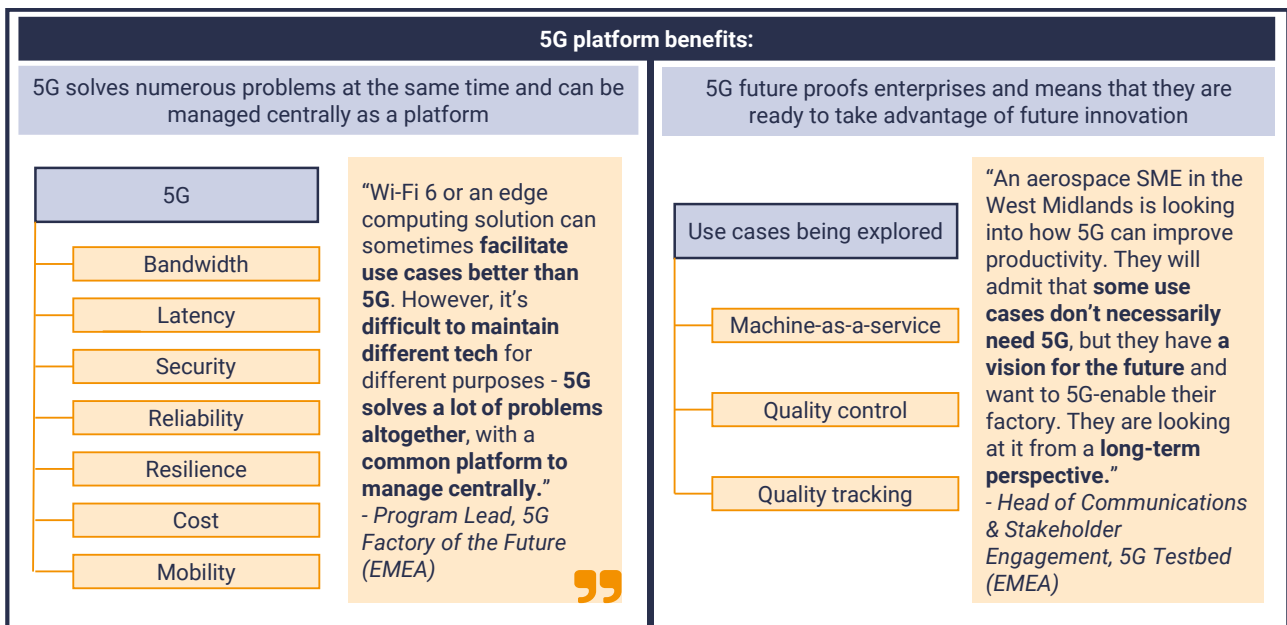 5G platform benefits:
5G solves numerous problems at the same time and can be
managed centrally as a platform
5G
Bandwidth
Latency
Security
Reliability
Resilience
Cost
Mobility
“Wi-Fi 6 or an edge
computing solution can
sometimes facilitate
use cases better than
5G. However, it’s
difficult to maintain
different tech for
different purposes - 5G
solves a lot of problems
altogether, with a
common platform to
manage centrally.”
- Program Lead, 5G
Factory of the Future
(EMEA)
5G future proofs enterprises and means that they are
ready to take advantage of future innovation
Use cases being explored
Machine-as-a-service
Quality control
Quality tracking
“An aerospace SME in the
West Midlands is looking
into how 5G can improve
productivity. They will
admit that some use
cases don’t necessarily
need 5G, but they have a
vision for the future and
want to 5G-enable their
factory. They are looking
at it from a long-term
perspective.”
- Head of Communications
& Stakeholder
Engagement, 5G Testbed
(EMEA)